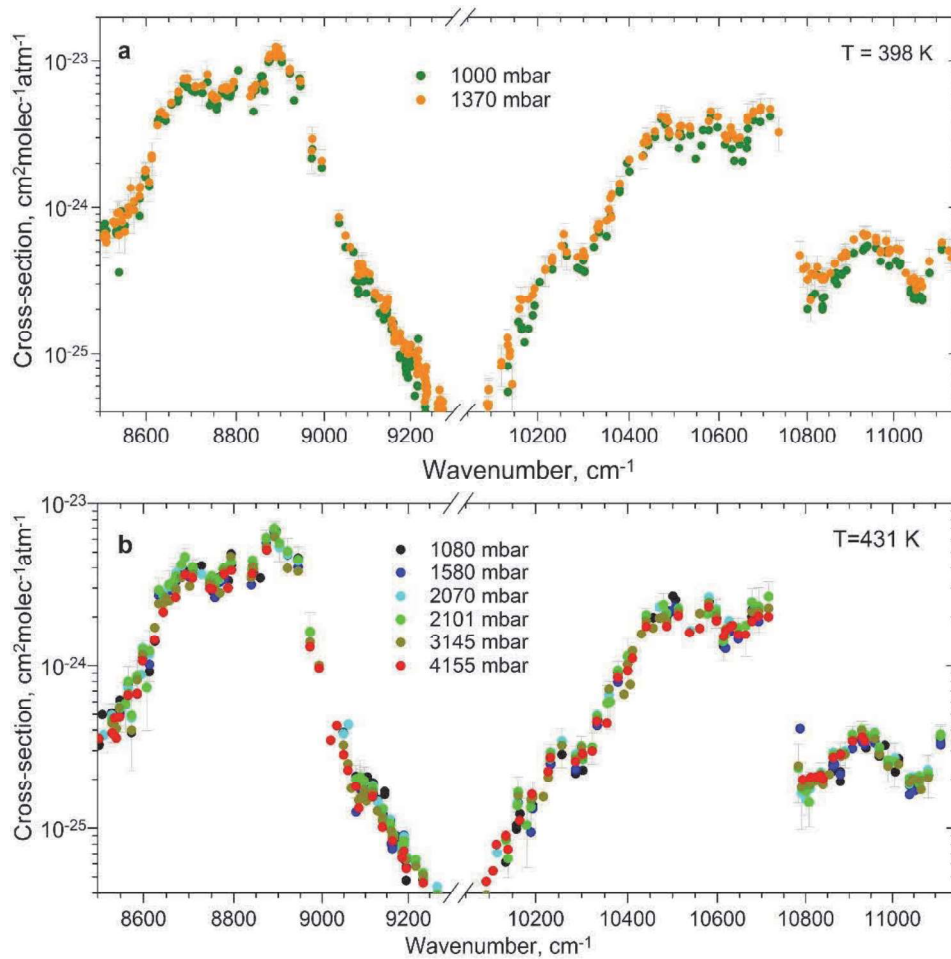 a
T = 398 K
10⁻²³
1000 mbar
1370 mbar
Cross-section, cm²molec⁻¹atm⁻¹
10⁻²⁴
10⁻²⁵
8600 8800 9000 9200 10200 10400 10600 10800 11000
Wavenumber, cm⁻¹
10⁻²³
b
T=431 K
1080 mbar
1580 mbar
2070 mbar
2101 mbar
3145 mbar
4155 mbar
Cross-section, cm²molec⁻¹atm⁻¹
10⁻²⁴
10⁻²⁵
8600 8800 9000 9200 10200 10400 10600 10800 11000
Wavenumber, cm⁻¹